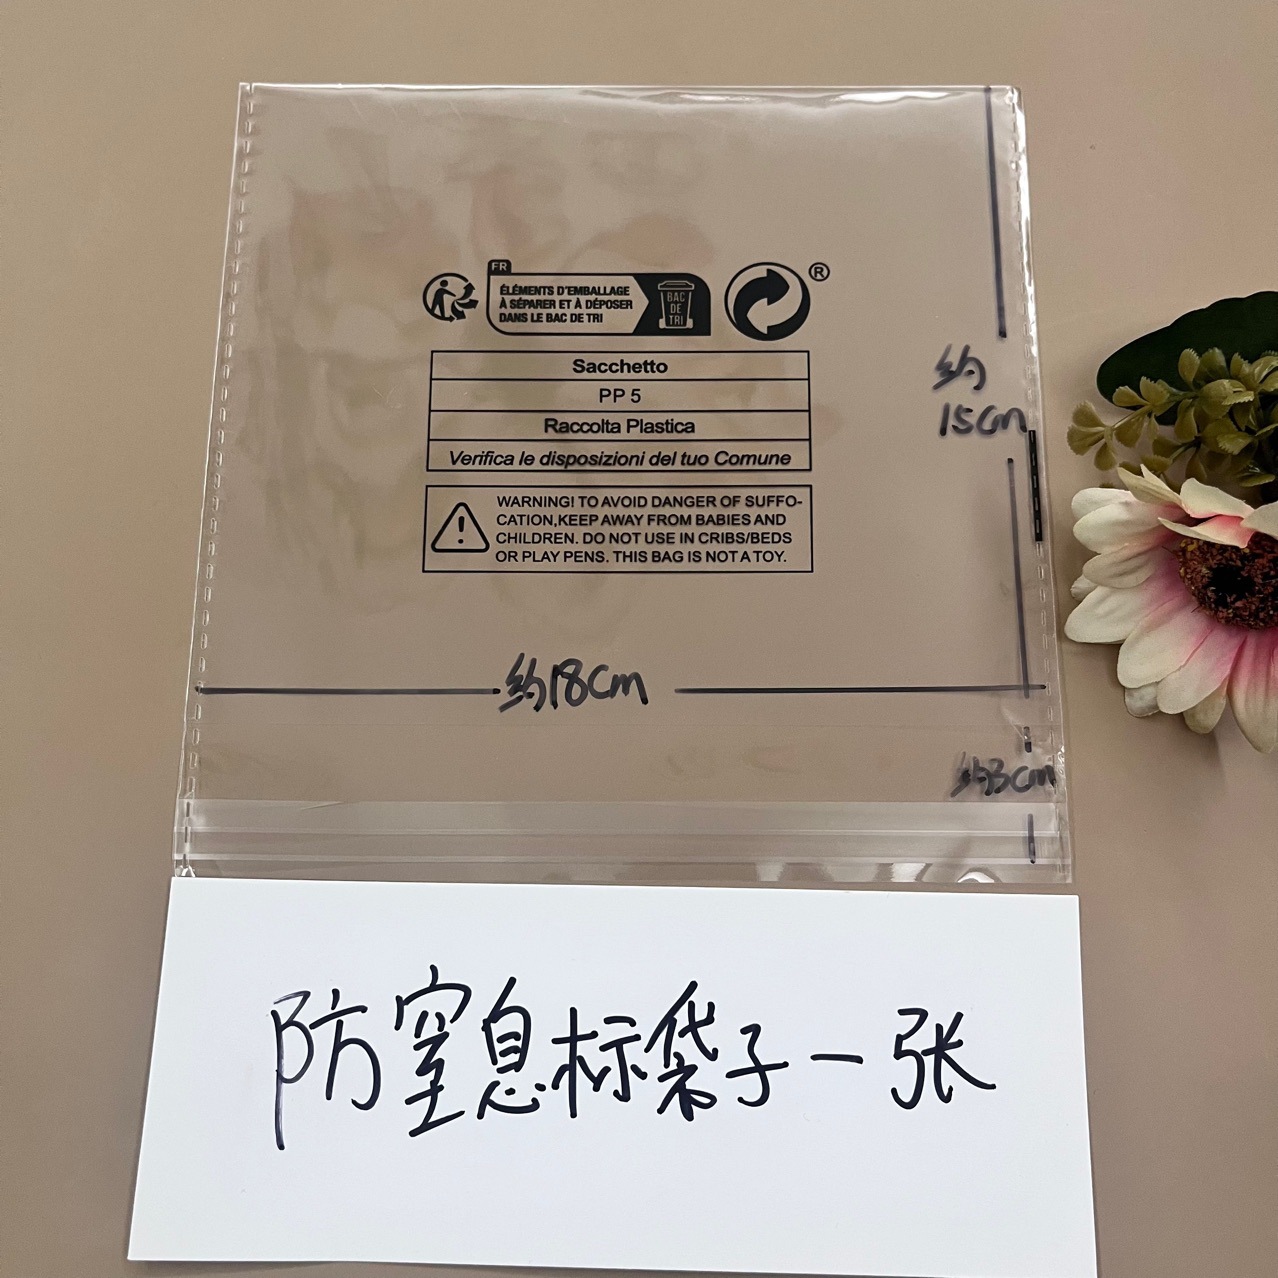 FR
ÉLÉMENTS D'EMBALLAGE
À SÉPARER ET À DÉPOSER
DANS LE BAC DE TRI
BAC
DE
TRI
®
Sacchetto
PP 5
Raccolta Plastica
Verifica le disposizioni del tuo Comune
WARNING! TO AVOID DANGER OF SUFFO-
CATION,KEEP AWAY FROM BABIES AND
CHILDREN. DO NOT USE IN CRIBS/BEDS
OR PLAY PENS. THIS BAG IS NOT A TOY.
约
15cm
约18cm
约3cm
防窒息标袋子一张